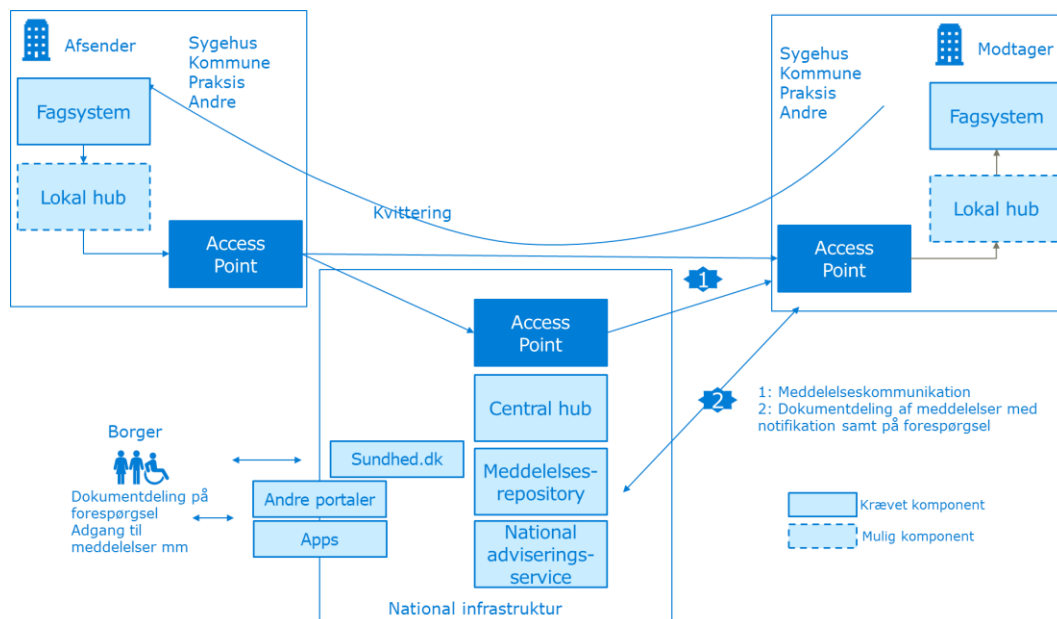 Afsender
Sygehus
Kommune
Praksis
Andre
Fagsystem
Lokal hub
Access
Point
Kvittering
Sygehus
Kommune
Praksis
Andre
Modtager
Fagsystem
Lokal hub
Access
Point
1
Access
Point
Central hub
2
1: Meddelelseskommunikation
2: Dokumentdeling af meddelelser med
notifikation samt på forespørgsel
Borger
Sundhed.dk
Meddelelses-
repository
Dokumentdeling på
forespørgsel
Adgang til
meddelelser mm
Andre portaler
Apps
National
adviserings-
service
Krævet komponent
Mulig komponent
National infrastruktur